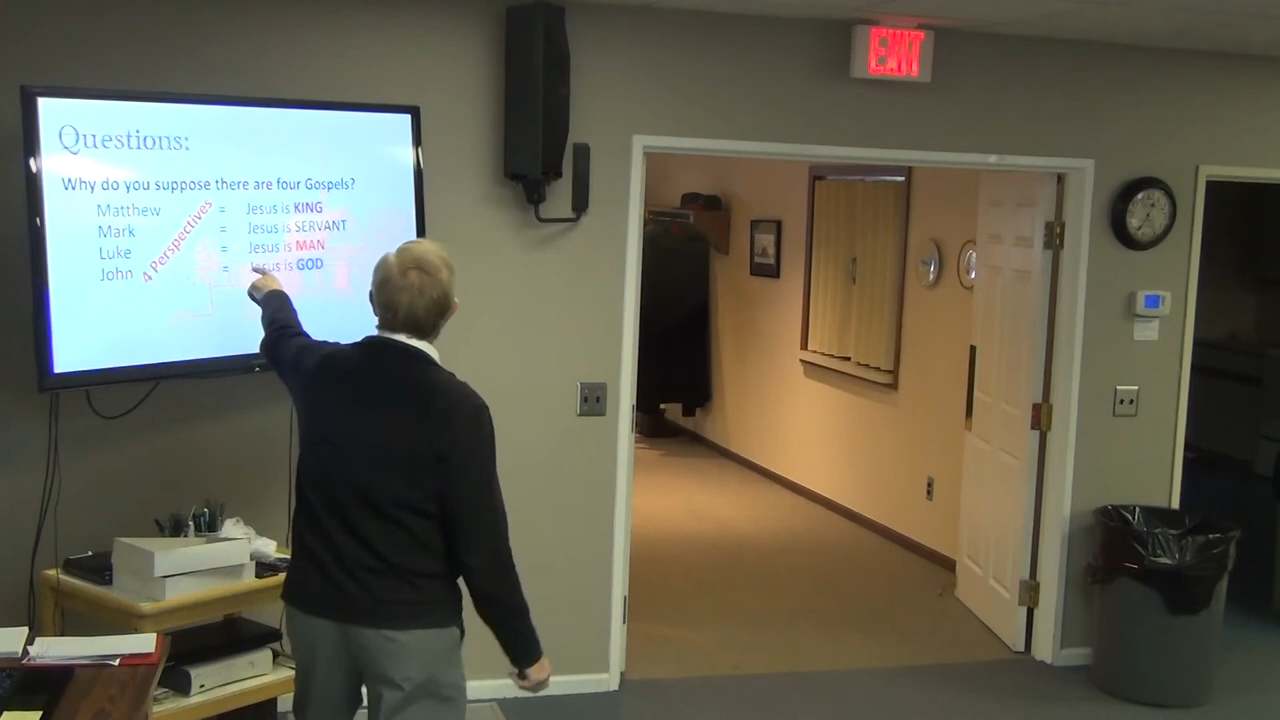 EXIT
Questions:
Why do you suppose there are four Gospels?
Matthew = Jesus is KING
Mark = Jesus is SERVANT
Luke = Jesus is MAN
John = Jesus is GOD
4 Perspectives